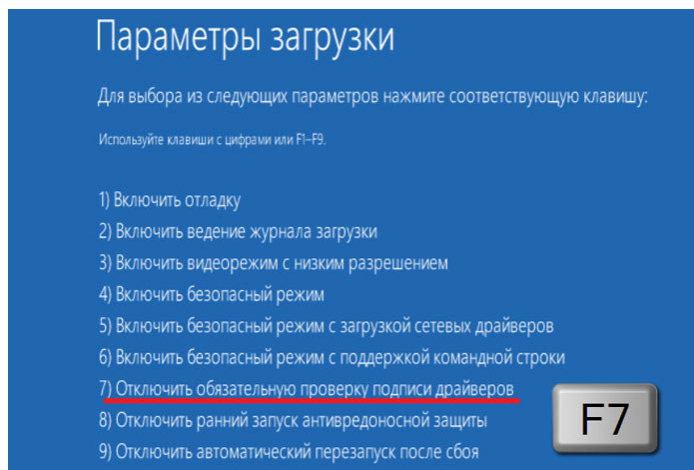 Параметры загрузки
Для выбора из следующих параметров нажмите соответствующую клавишу:
Используйте клавиши с цифрами или F1–F9.
1) Включить отладку
2) Включить ведение журнала загрузки
3) Включить видеорежим с низким разрешением
4) Включить безопасный режим
5) Включить безопасный режим с загрузкой сетевых драйверов
6) Включить безопасный режим с поддержкой командной строки
7) Отключить обязательную проверку подписи драйверов
8) Отключить ранний запуск антивредоносной защиты
9) Отключить автоматический перезапуск после сбоя
F7